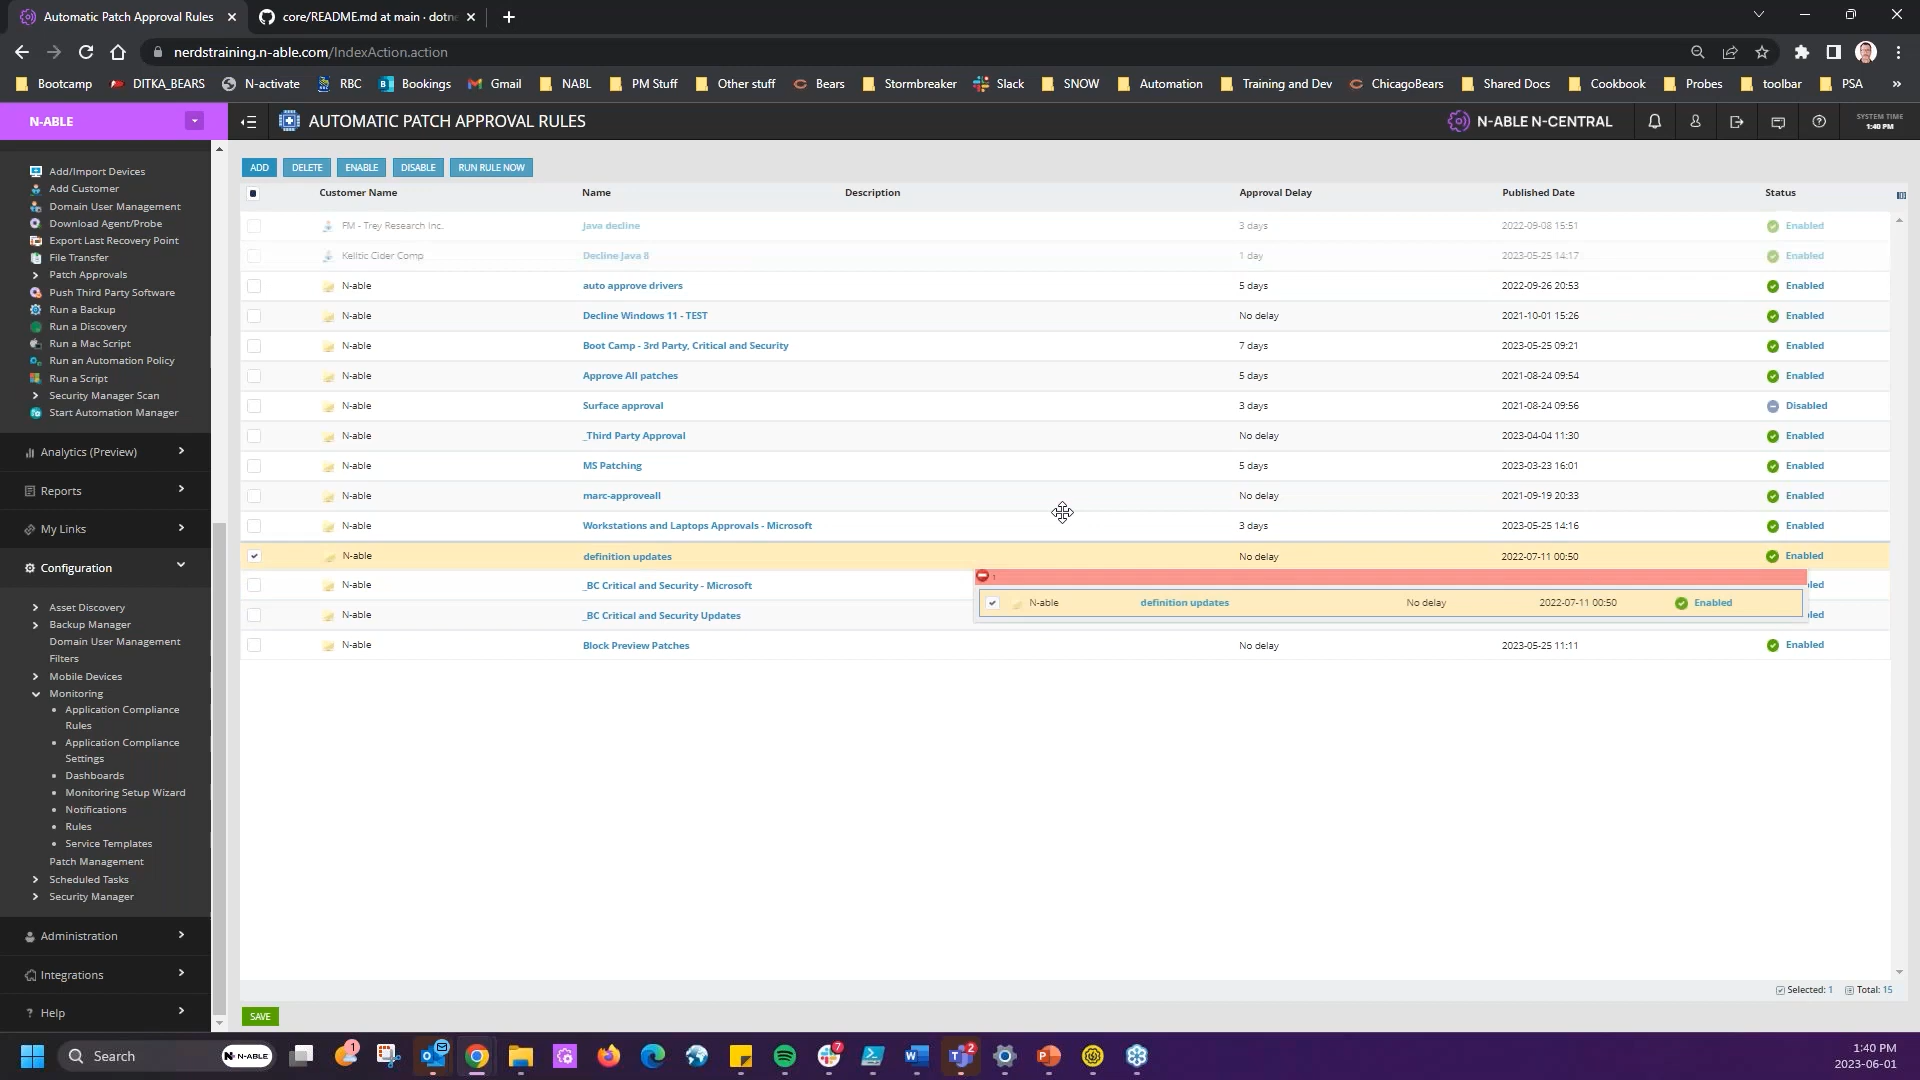 Automatic Patch Approval Rules
core/README.md at main · dotne
nerdstraining.n-able.com/IndexAction.action
Bootcamp
DITKA_BEARS
N-activate
RBC
Bookings
Gmail
NABL
PM Stuff
Other stuff
Bears
Stormbreaker
Slack
SNOW
Automation
Training and Dev
ChicagoBears
Shared Docs
Cookbook
Probes
toolbar
PSA
»
N-ABLE
AUTOMATIC PATCH APPROVAL RULES
N-ABLE N-CENTRAL
SYSTEM TIME
1:40 PM
Add/Import Devices
Add Customer
Domain User Management
Download Agent/Probe
Export Last Recovery Point
File Transfer
Patch Approvals
Push Third Party Software
Run a Backup
Run a Discovery
Run a Mac Script
Run an Automation Policy
Run a Script
Security Manager Scan
Start Automation Manager
Analytics (Preview)
Reports
My Links
Configuration
Asset Discovery
Backup Manager
Domain User Management
Filters
Mobile Devices
Monitoring
Application Compliance
Rules
Application Compliance
Settings
Dashboards
Monitoring Setup Wizard
Notifications
Rules
Service Templates
Patch Management
Scheduled Tasks
Security Manager
Administration
Integrations
? Help
ADD DELETE ENABLE DISABLE RUN RULE NOW
Customer Name Name Description Approval Delay Published Date Status
FM - Trey Research Inc. Java decline 3 days 2022-09-08 15:51 Enabled
Kelltic Cider Comp Decline Java 8 1 day 2023-05-25 14:17 Enabled
N-able auto approve drivers 5 days 2022-09-26 20:53 Enabled
N-able Decline Windows 11 - TEST No delay 2021-10-01 15:26 Enabled
N-able Boot Camp - 3rd Party, Critical and Security 7 days 2023-05-25 09:21 Enabled
N-able Approve All patches 5 days 2021-08-24 09:54 Enabled
N-able Surface approval 3 days 2021-08-24 09:56 Disabled
N-able _Third Party Approval No delay 2023-04-04 11:30 Enabled
N-able MS Patching 5 days 2023-03-23 16:01 Enabled
N-able marc-approveall No delay 2021-09-19 20:33 Enabled
N-able Workstations and Laptops Approvals - Microsoft 3 days 2023-05-25 14:16 Enabled
N-able definition updates No delay 2022-07-11 00:50 Enabled
1
N-able _BC Critical and Security - Microsoft bled
N-able definition updates No delay 2022-07-11 00:50 Enabled
N-able _BC Critical and Security Updates bled
N-able Block Preview Patches No delay 2023-05-25 11:11 Enabled
Selected: 1 Total: 15
SAVE
Search
N-ABLE
1
7
2
1:40 PM
2023-06-01